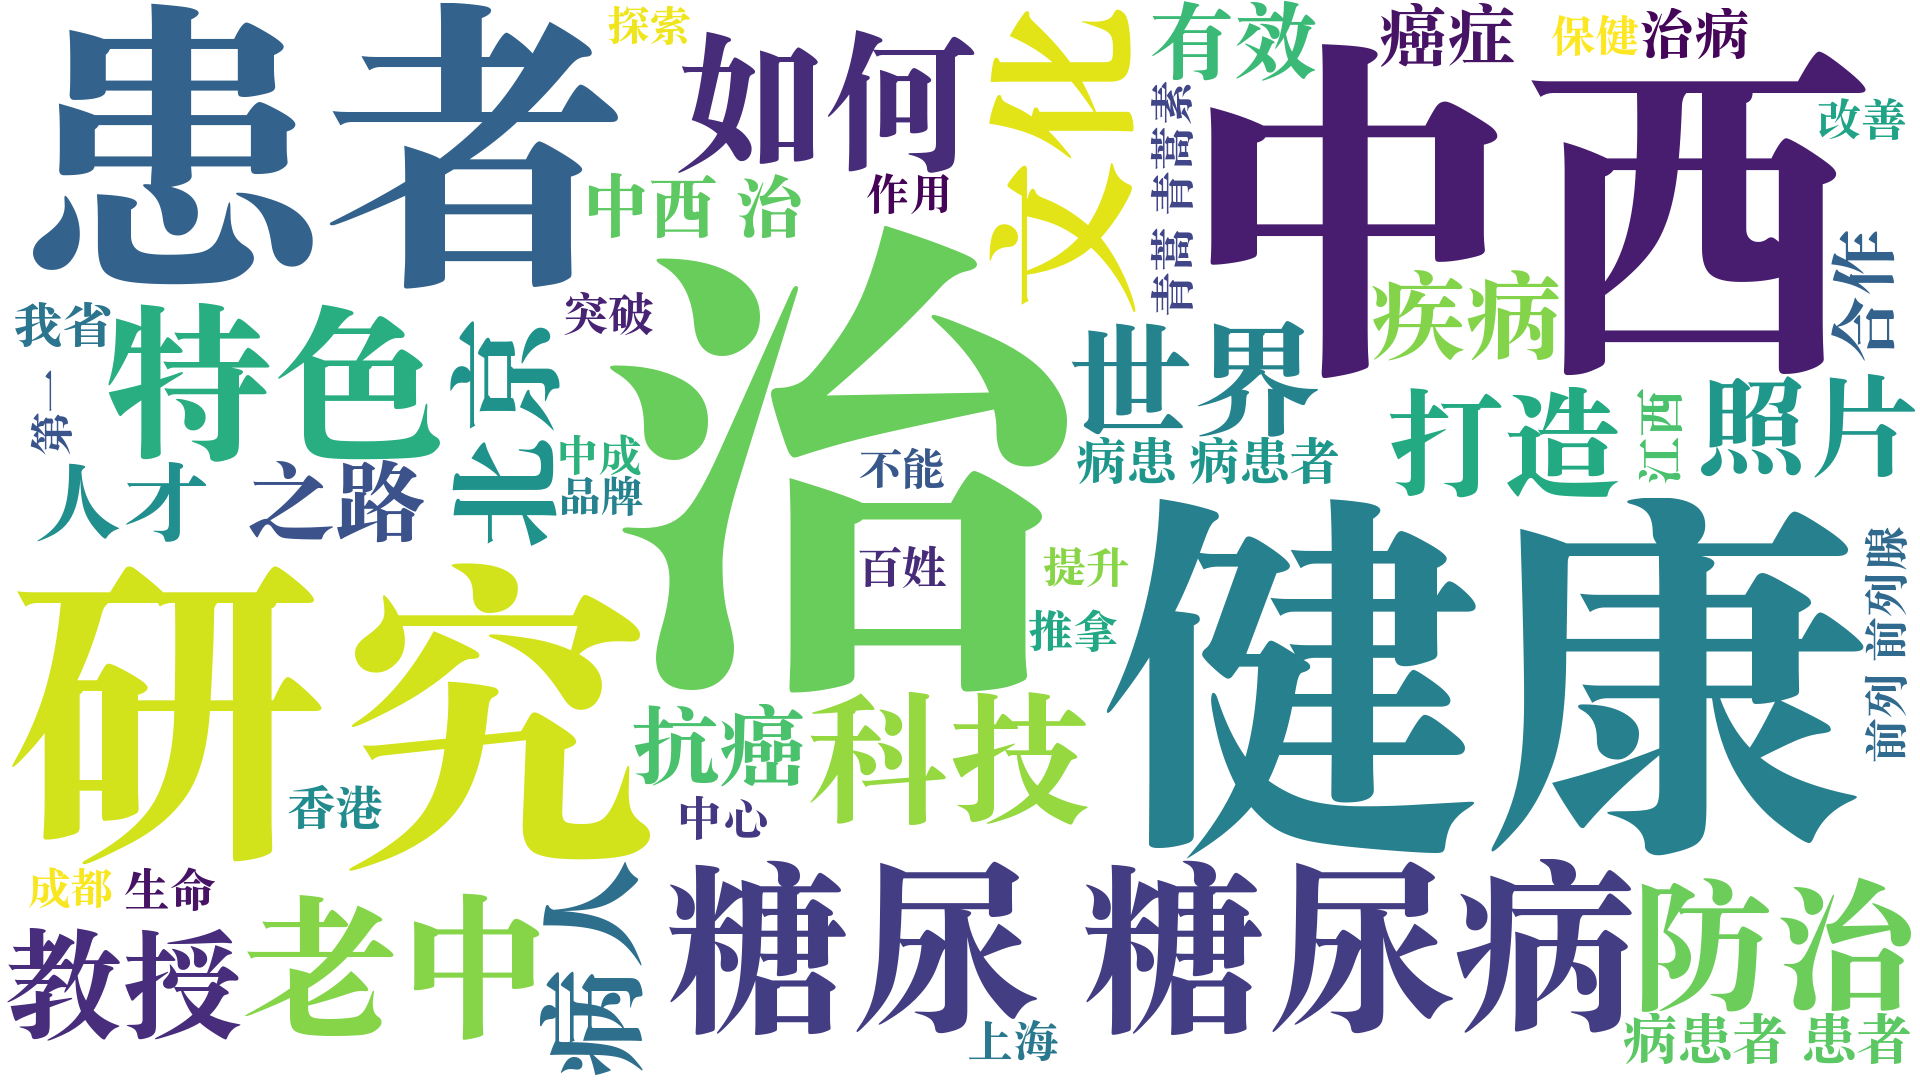 患者
探索
如何
文化
有效
癌症
保健
治病
中西
改善
中西 治
作用
青蒿 青蒿素
治
我省
特色
北京
突破
世界
疾病
合作
第一
人才
之路
中成
品牌
不能
病患 病患者
打造
江西
照片
研究
百姓
提升
推拿
健康
前列 前列腺
抗癌
科技
香港
中心
成都
生命
教授
老中
病人
糖尿 糖尿病
防治
上海
病患者 患者